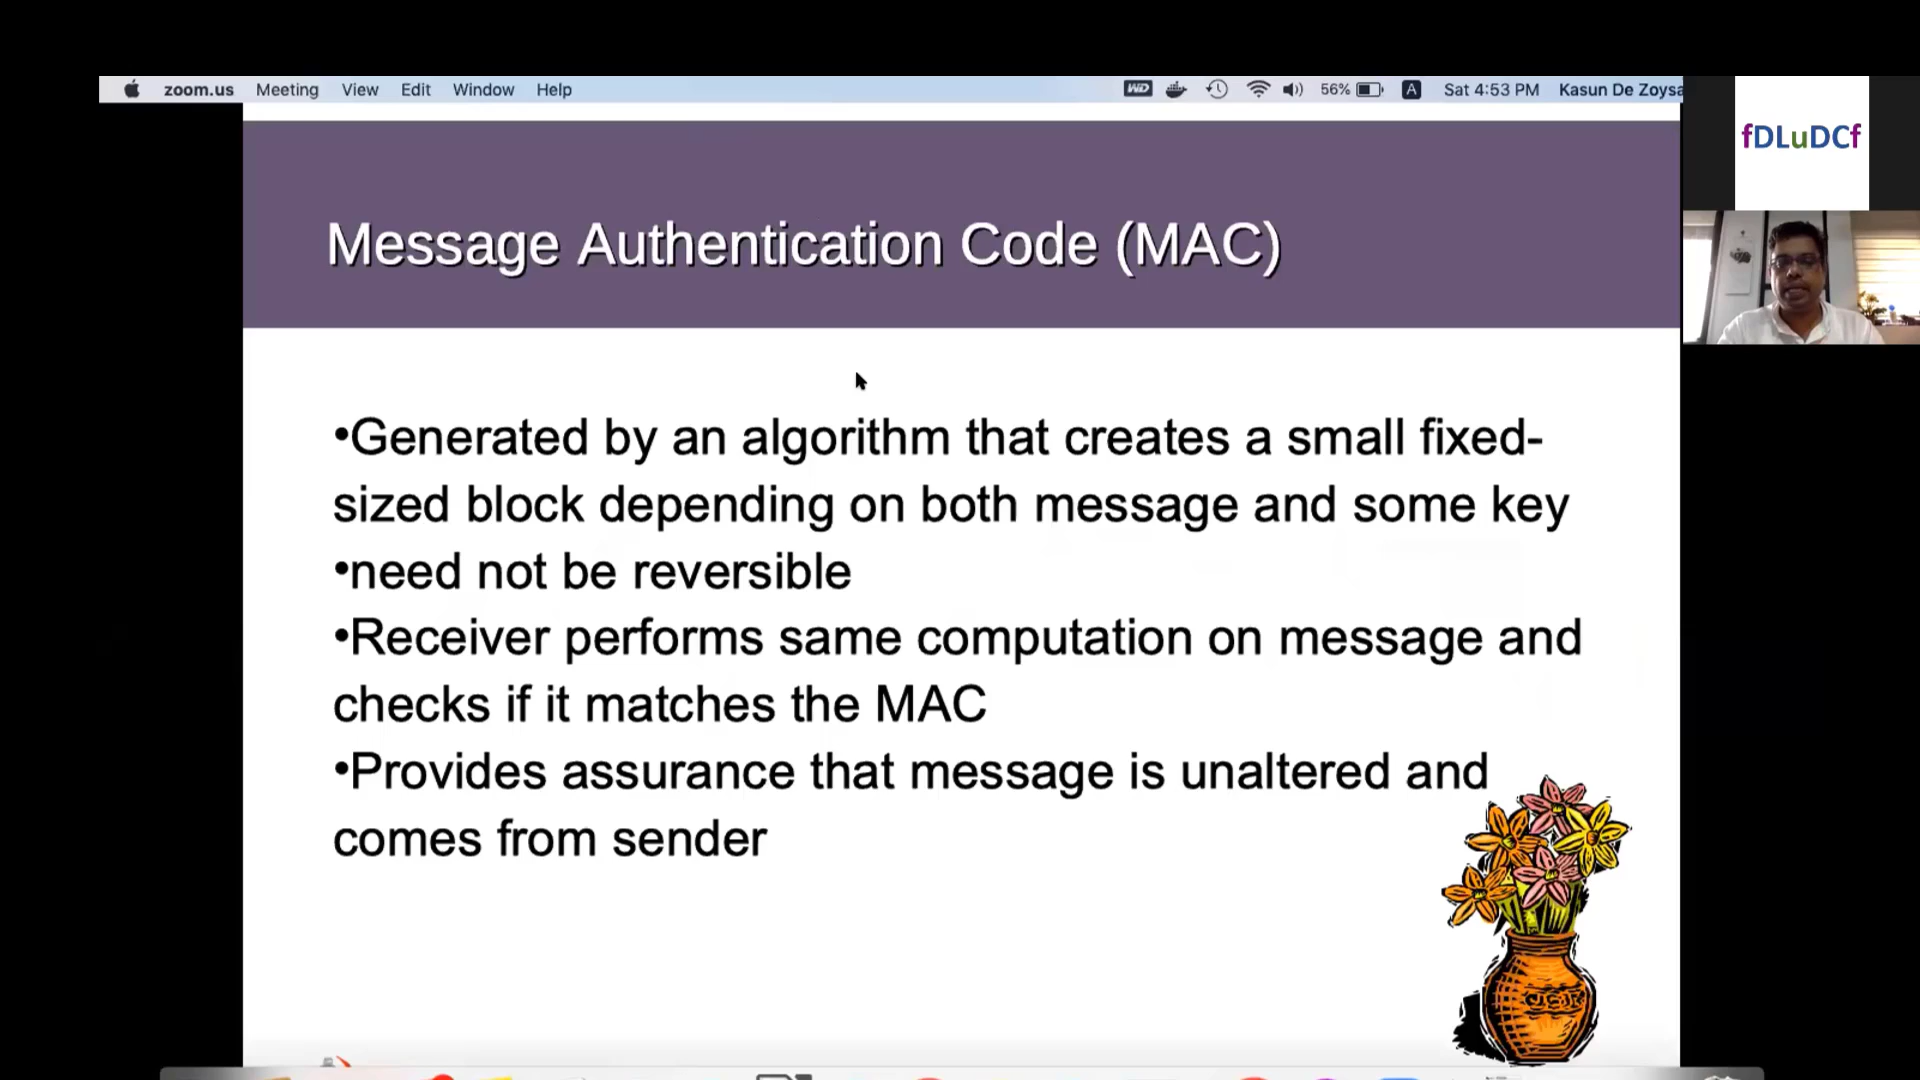 zoom.us Meeting View Edit Window Help WD 56% A Sat 4:53 PM Kasun De Zoysa
fDLuDCf
Message Authentication Code (MAC)
•Generated by an algorithm that creates a small fixed-
sized block depending on both message and some key
•need not be reversible
•Receiver performs same computation on message and
checks if it matches the MAC
•Provides assurance that message is unaltered and
comes from sender